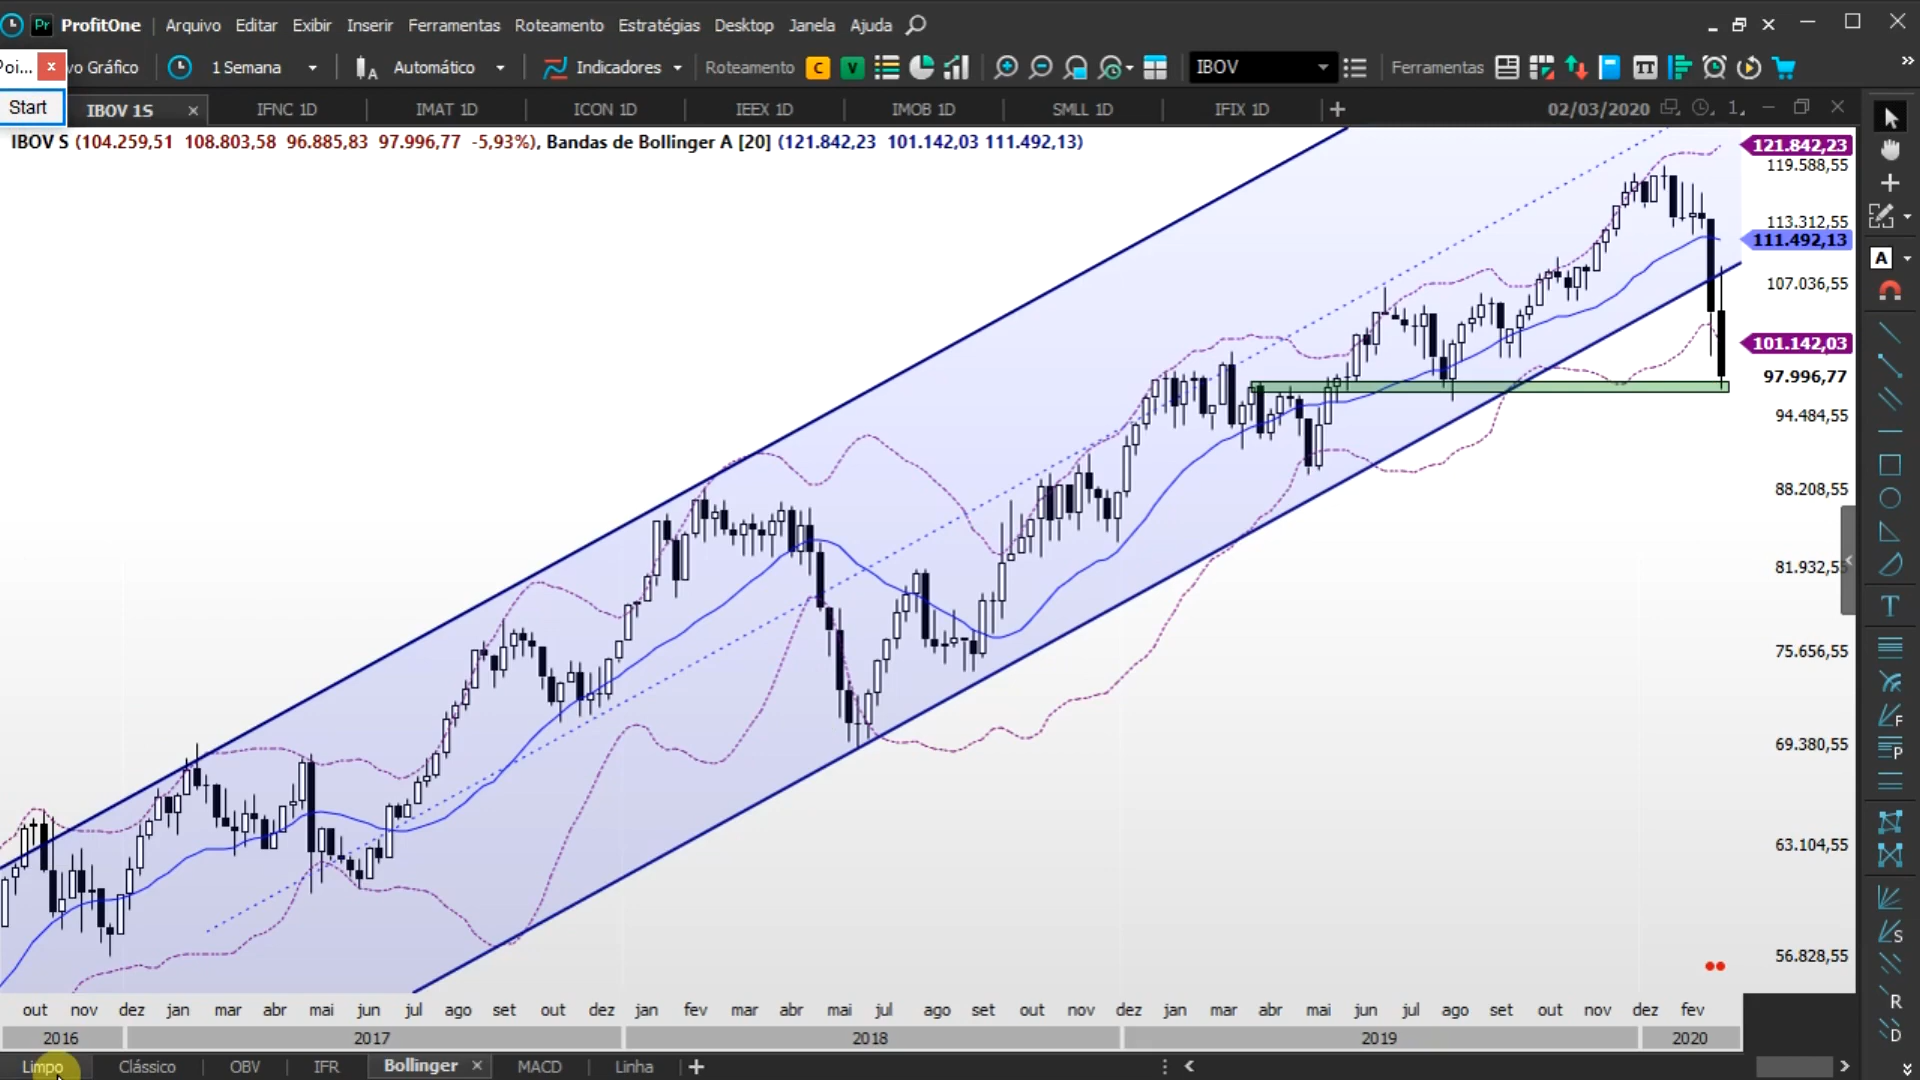 Pr ProfitOne Arquivo Editar Exibir Inserir Ferramentas Roteamento Estratégias Desktop Janela Ajuda
Poi... x vo Gráfico 1 Semana A Automático Indicadores Roteamento C V IBOV Ferramentas »
Start IBOV 1S × IFNC 1D IMAT 1D ICON 1D IEEX 1D IMOB 1D SMLL 1D IFIX 1D + 02/03/2020 1
IBOV S (104.259,51 108.803,58 96.885,83 97.996,77 -5,93%), Bandas de Bollinger A [20] (121.842,23 101.142,03 111.492,13)
121.842,23
119.588,55
113.312,55
111.492,13
107.036,55
101.142,03
97.996,77
94.484,55
88.208,55
81.932,55
75.656,55
69.380,55
63.104,55
56.828,55
A
T
F
P
S
R
D
out nov dez jan mar abr mai jun jul ago set out dez jan fev mar abr mai jul ago set out nov dez jan mar abr mai jun jul ago set out nov dez fev
2016 2017 2018 2019 2020
Limpo Clássico OBV IFR Bollinger × MACD Linha +